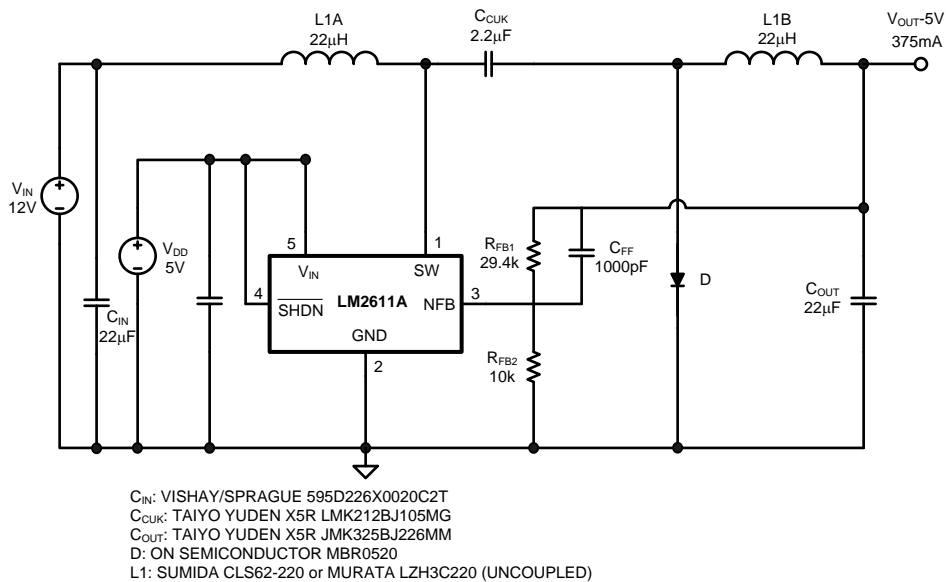 L1A
22μH
CCUK
2.2μF
L1B
22μH
VOUT-5V
375mA
VIN
12V
VDD
5V
CIN
22μF
5
VIN
1
SW
4
SHDN
LM2611A
NFB
3
GND
2
RFB1
29.4k
CFF
1000pF
RFB2
10k
D
COUT
22μF
CIN: VISHAY/SPRAGUE 595D226X0020C2T
CCUK: TAIYO YUDEN X5R LMK212BJ105MG
COUT: TAIYO YUDEN X5R JMK325BJ226MM
D: ON SEMICONDUCTOR MBR0520
L1: SUMIDA CLS62-220 or MURATA LZH3C220 (UNCOUPLED)